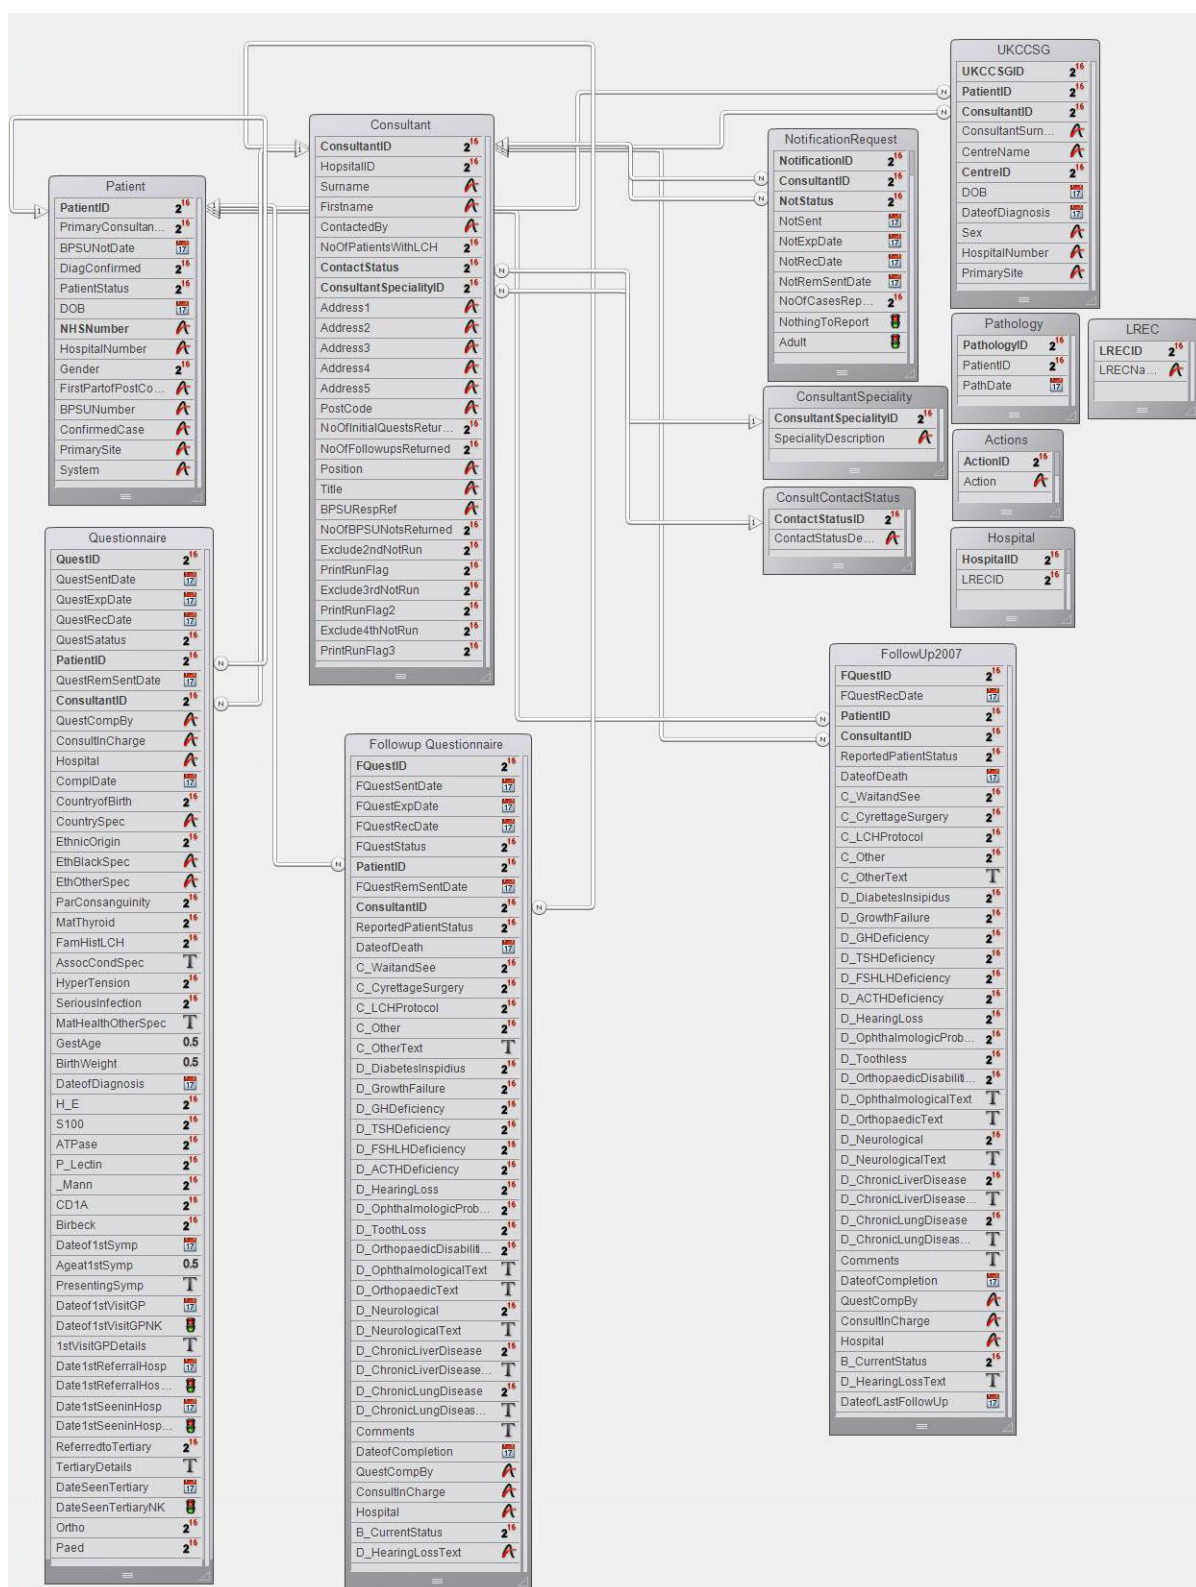 UKCCSG
UKCCSGID
PatientID
ConsultantID
ConsultantSurn...
CentreName
CentreID
DOB
DateofDiagnosis
Sex
HospitalNumber
PrimarySite
Consultant
ConsultantID
HopsitalID
Surname
Firstname
ContactedBy
NoOfPatientsWithLCH
ContactStatus
ConsultantSpecialityID
Address1
Address2
Address3
Address4
Address5
PostCode
NoOfInitialQuestsRetur...
NoOfFollowupsReturned
Position
Title
BPSURespRef
NoOfBPSUNotsReturned
Exclude2ndNotRun
PrintRunFlag
Exclude3rdNotRun
PrintRunFlag2
Exclude4thNotRun
PrintRunFlag3
NotificationRequest
NotificationID
ConsultantID
NotStatus
NotSent
NotExpDate
NotRecDate
NotRemSentDate
NoOfCasesRep...
NothingToReport
Adult
Patient
PatientID
PrimaryConsultan...
BPSUNotDate
DiagConfirmed
PatientStatus
DOB
NHSNumber
HospitalNumber
Gender
FirstPartofPostCo...
BPSUNumber
ConfirmedCase
PrimarySite
System
Pathology
PathologyID
PatientID
PathDate
LREC
LRECID
LRECNa...
ConsultantSpeciality
ConsultantSpecialityID
SpecialityDescription
Actions
ActionID
Action
ConsultContactStatus
ContactStatusID
ContactStatusDe...
Hospital
HospitalID
LRECID
Questionnaire
QuestID
QuestSentDate
QuestExpDate
QuestRecDate
QuestSatatus
PatientID
QuestRemSentDate
ConsultantID
QuestCompBy
ConsultInCharge
Hospital
ComplDate
CountryofBirth
CountrySpec
EthnicOrigin
EthBlackSpec
EthOtherSpec
ParConsanguinity
MatThyroid
FamHistLCH
AssocCondSpec
HyperTension
SeriousInfection
MatHealthOtherSpec
GestAge
BirthWeight
DateofDiagnosis
H_E
S100
ATPase
P_Lectin
_Mann
CD1A
Birbeck
Dateof1stSymp
Ageat1stSymp
PresentingSymp
Dateof1stVisitGP
Dateof1stVisitGPNK
1stVisitGPDetails
Date1stReferralHosp
Date1stReferralHos...
Date1stSeeninHosp
Date1stSeeninHosp...
ReferredtoTertiary
TertiaryDetails
DateSeenTertiary
DateSeenTertiaryNK
Ortho
Paed
Followup Questionnaire
FQuestID
FQuestSentDate
FQuestExpDate
FQuestRecDate
FQuestStatus
PatientID
FQuestRemSentDate
ConsultantID
ReportedPatientStatus
DateofDeath
C_WaitandSee
C_CyrettageSurgery
C_LCHProtocol
C_Other
C_OtherText
D_DiabetesInspidius
D_GrowthFailure
D_GHDeficiency
D_TSHDeficiency
D_FSHLHDeficiency
D_ACTHDeficiency
D_HearingLoss
D_OphthalmologicProb...
D_ToothLoss
D_OrthopaedicDisabiliti...
D_OphthalmologicalText
D_OrthopaedicText
D_Neurological
D_NeurologicalText
D_ChronicLiverDisease
D_ChronicLiverDisease...
D_ChronicLungDisease
D_ChronicLungDiseas...
Comments
DateofCompletion
QuestCompBy
ConsultInCharge
Hospital
B_CurrentStatus
D_HearingLossText
FollowUp2007
FQuestID
FQuestRecDate
PatientID
ConsultantID
ReportedPatientStatus
DateofDeath
C_WaitandSee
C_CyrettageSurgery
C_LCHProtocol
C_Other
C_OtherText
D_DiabetesInsipidus
D_GrowthFailure
D_GHDeficiency
D_TSHDeficiency
D_FSHLHDeficiency
D_ACTHDeficiency
D_HearingLoss
D_OphthalmologicProb...
D_Toothless
D_OrthopaedicDisabiliti...
D_OphthalmologicalText
D_OrthopaedicText
D_Neurological
D_NeurologicalText
D_ChronicLiverDisease
D_ChronicLiverDisease...
D_ChronicLungDisease
D_ChronicLungDiseas...
Comments
DateofCompletion
QuestCompBy
ConsultInCharge
Hospital
B_CurrentStatus
D_HearingLossText
DateofLastFollowUp